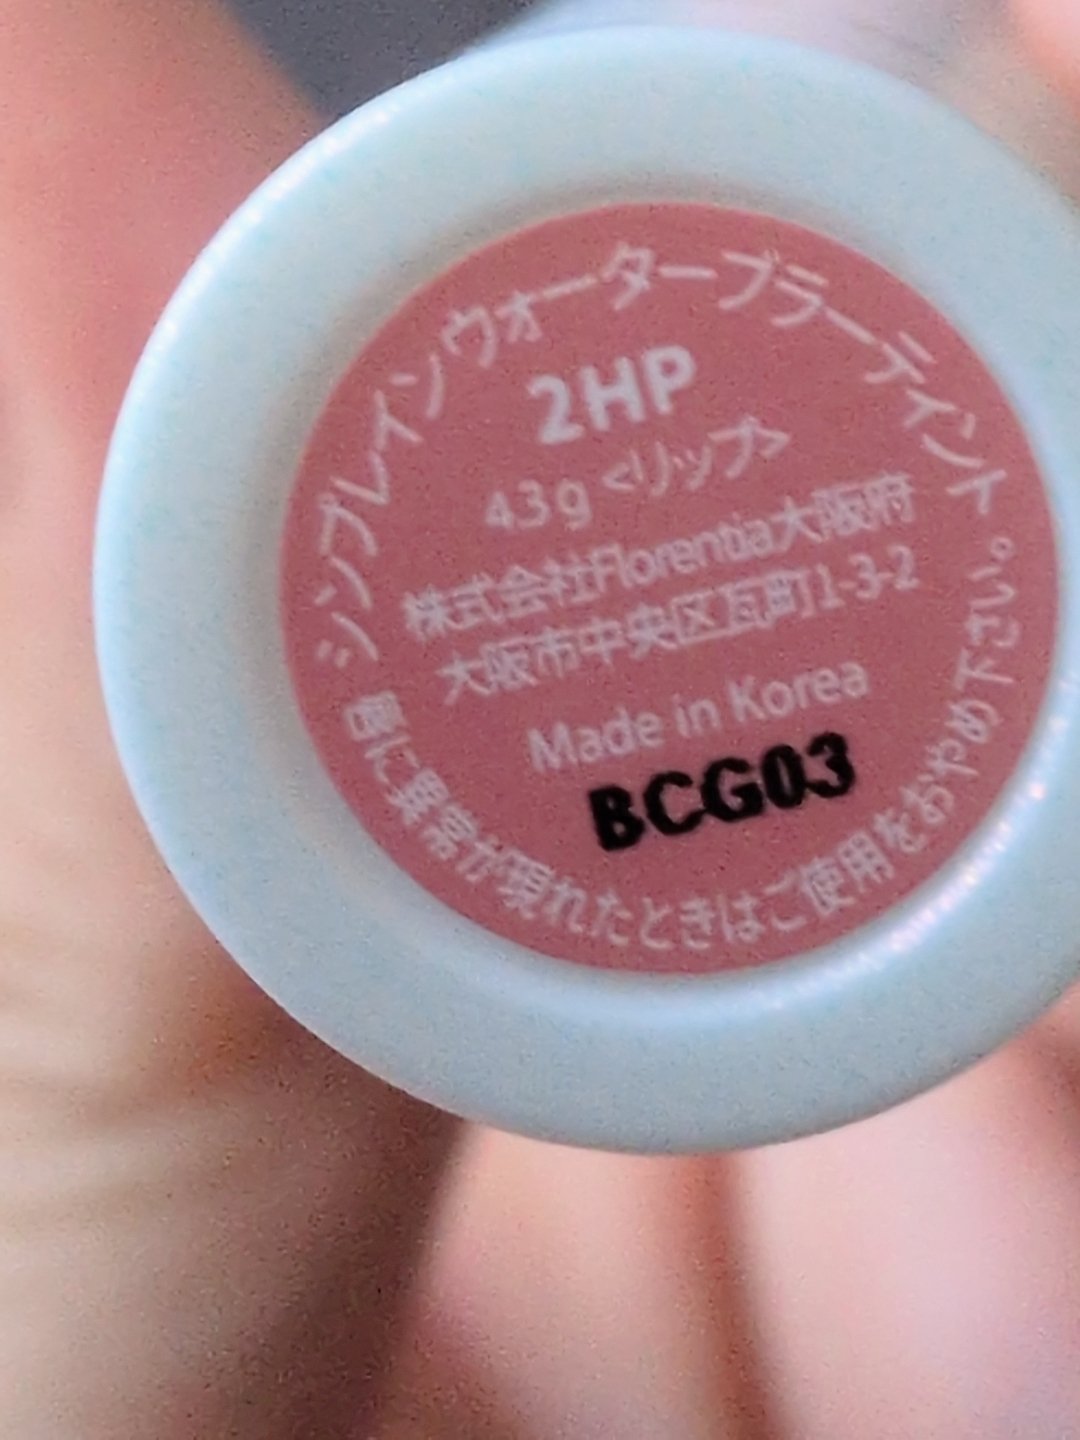 シンプレインウォーターブラーティント
2HP
4.3g <リップ>
株式会社Florentia大阪府
大阪市中央区瓦町1-3-2
Made in Korea
BCG03
に異常が現れたときはご使用をおやめ下さい。